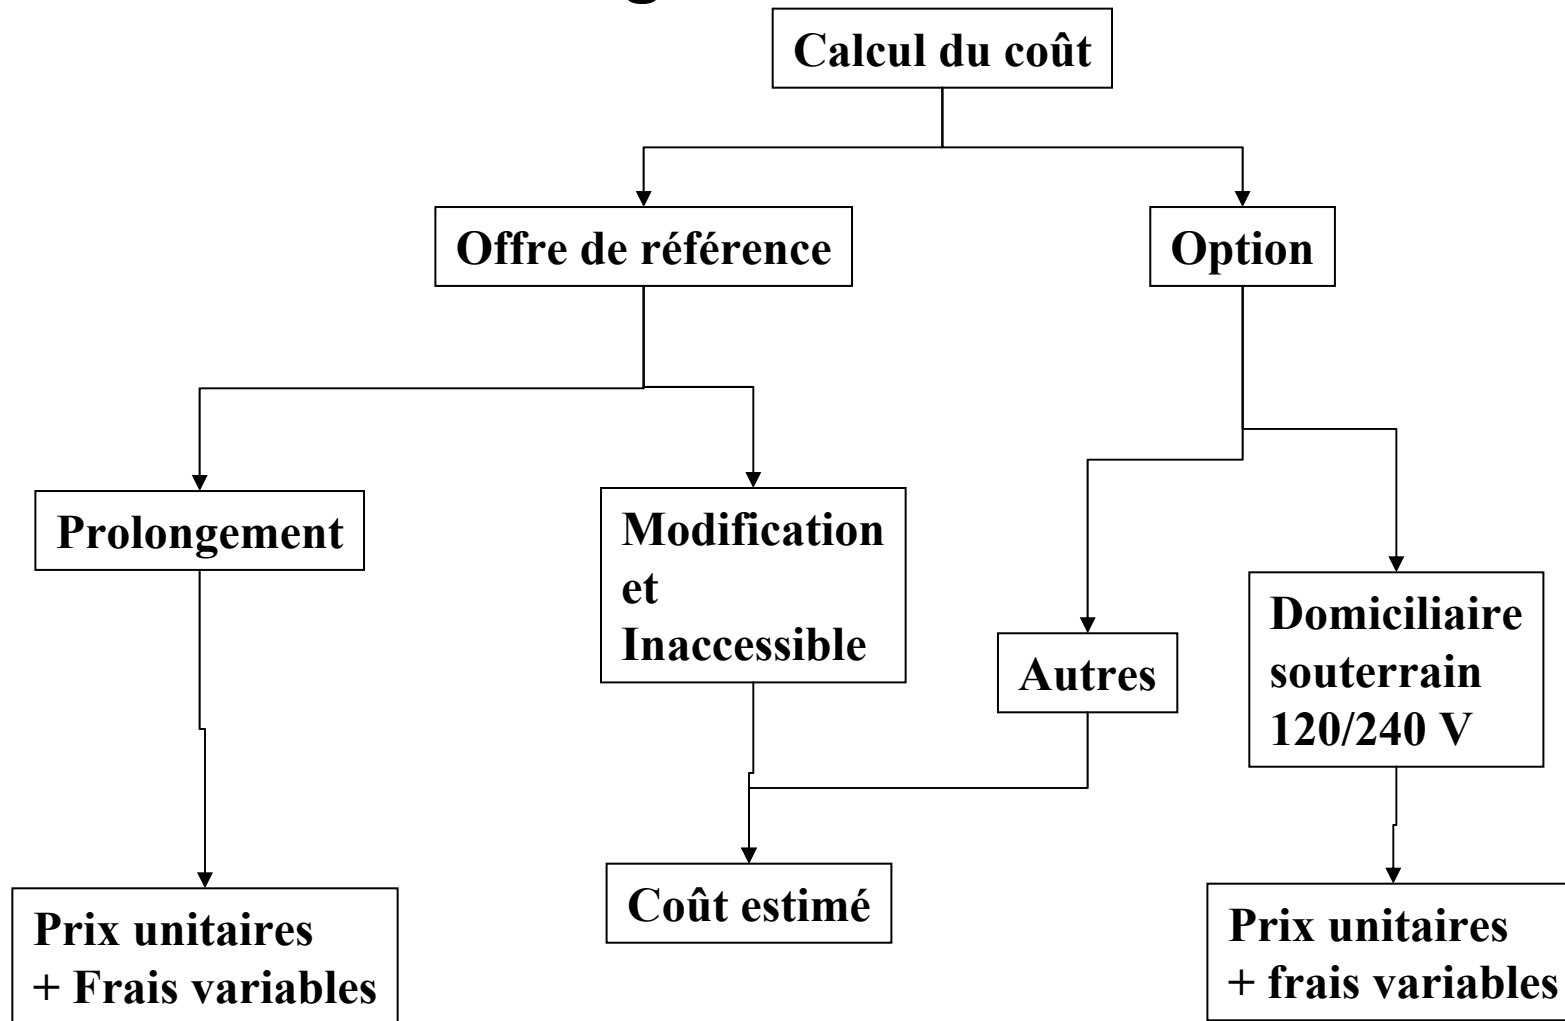 Calcul du coût
Offre de référence
Option
Prolongement
Modification
et
Inaccessible
Autres
Domiciliaire
souterrain
120/240 V
Prix unitaires
+ Frais variables
Coût estimé
Prix unitaires
+ frais variables